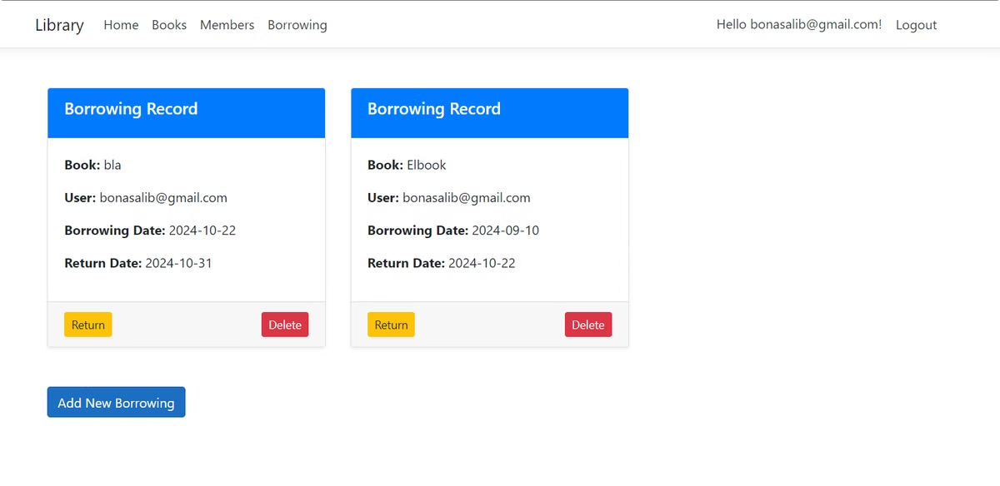 Library Home Books Members Borrowing Hello bonasalib@gmail.com! Logout
Borrowing Record
Book: bla
User: bonasalib@gmail.com
Borrowing Date: 2024-10-22
Return Date: 2024-10-31
Return Delete
Borrowing Record
Book: Elbook
User: bonasalib@gmail.com
Borrowing Date: 2024-09-10
Return Date: 2024-10-22
Return Delete
Add New Borrowing